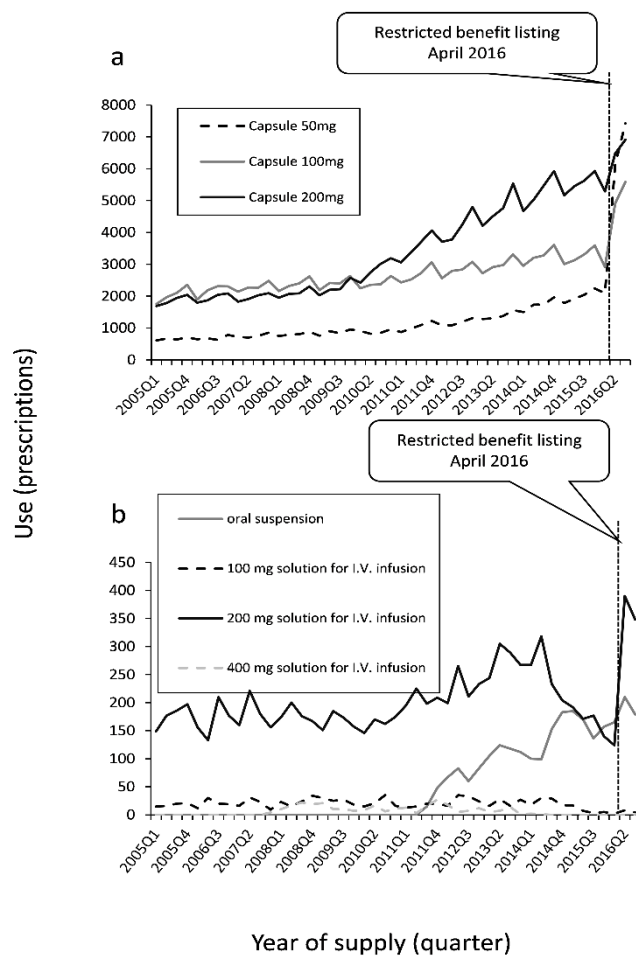 Restricted benefit listing
April 2016
a
8000
7000
6000
5000
4000
3000
2000
1000
0
Capsule 50mg
Capsule 100mg
Capsule 200mg
2005Q1
2005Q4
2006Q3
2007Q2
2008Q1
2008Q4
2009Q3
2010Q2
2011Q1
2011Q4
2012Q3
2013Q2
2014Q1
2014Q4
2015Q3
2016Q2
Use (prescriptions)
Restricted benefit listing
April 2016
b
oral suspension
100 mg solution for I.V. infusion
200 mg solution for I.V. infusion
400 mg solution for I.V. infusion
450
400
350
300
250
200
150
100
50
0
2005Q1
2005Q4
2006Q3
2007Q2
2008Q1
2008Q4
2009Q3
2010Q2
2011Q1
2011Q4
2012Q3
2013Q2
2014Q1
2014Q4
2015Q3
2016Q2
Year of supply (quarter)